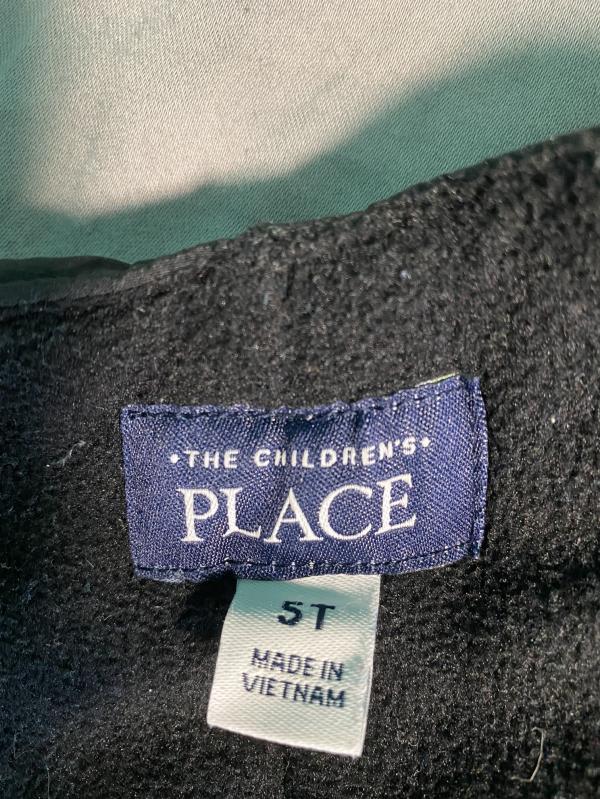 •THE CHILDREN'S•
PLACE
5T
MADE IN
VIETNAM